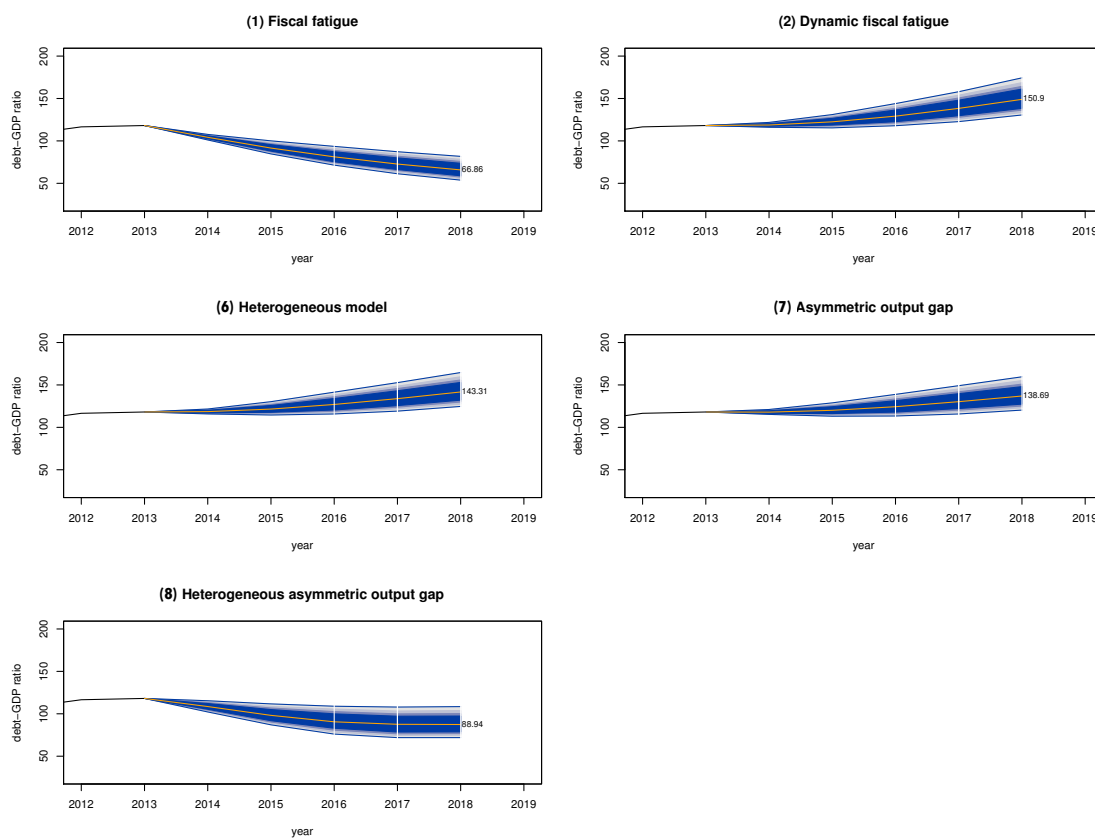 (1) Fiscal fatigue
debt−GDP ratio
200
150
100
50
66.86
2012 2013 2014 2015 2016 2017 2018 2019
year
(2) Dynamic fiscal fatigue
debt−GDP ratio
200
150
100
50
150.9
2012 2013 2014 2015 2016 2017 2018 2019
year
(6) Heterogeneous model
debt−GDP ratio
200
150
100
50
143.31
2012 2013 2014 2015 2016 2017 2018 2019
year
(7) Asymmetric output gap
debt−GDP ratio
200
150
100
50
138.69
2012 2013 2014 2015 2016 2017 2018 2019
year
(8) Heterogeneous asymmetric output gap
debt−GDP ratio
200
150
100
50
88.94
2012 2013 2014 2015 2016 2017 2018 2019
year